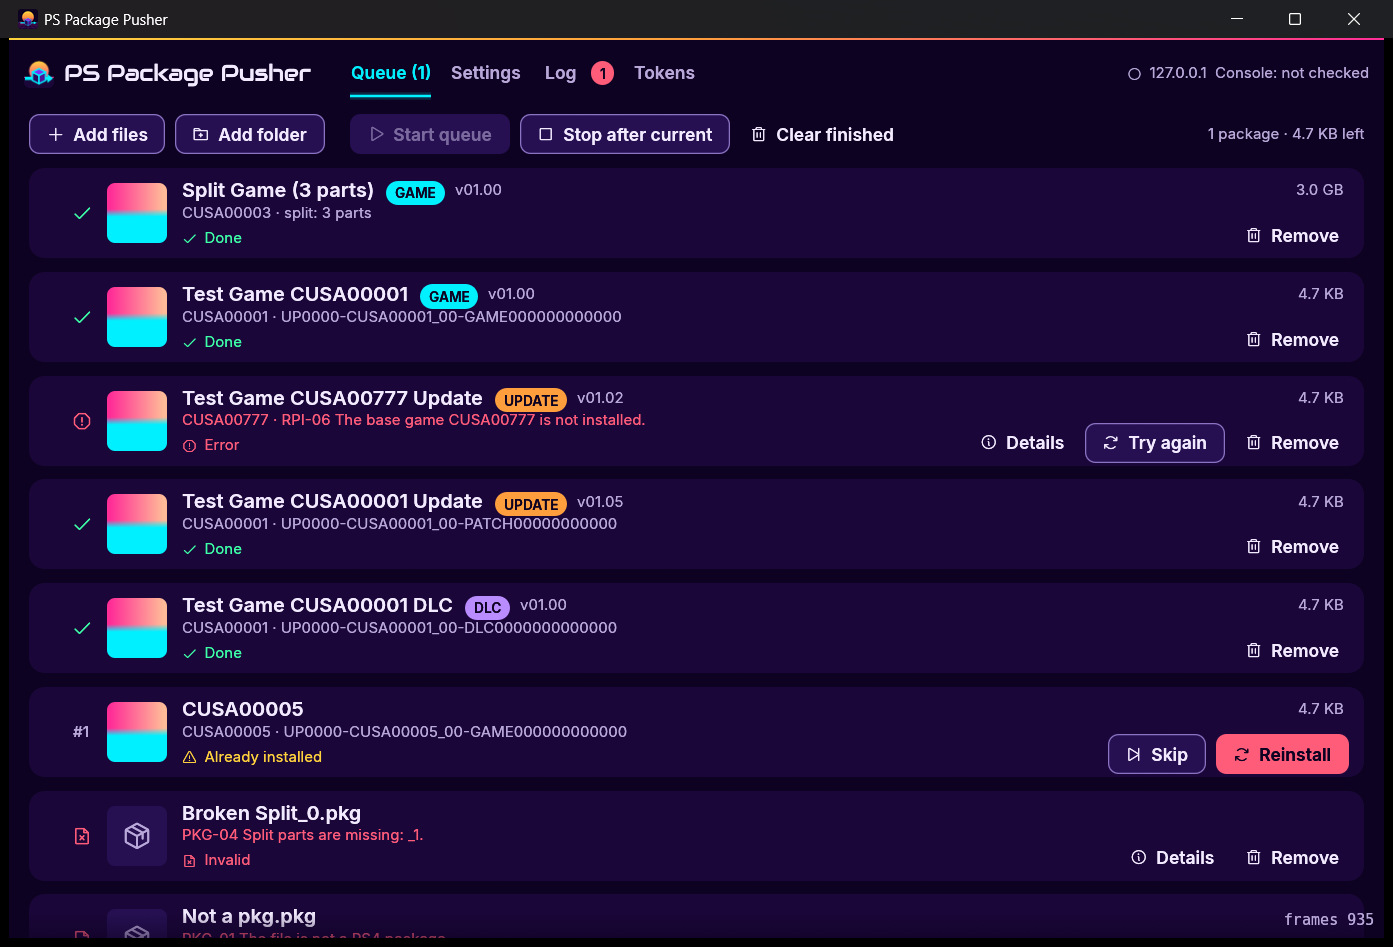 PS Package Pusher
PS Package Pusher Queue (1) Settings Log 1 Tokens 127.0.0.1 Console: not checked
Add files Add folder Start queue Stop after current Clear finished 1 package · 4.7 KB left
Split Game (3 parts) GAME v01.00 3.0 GB
CUSA00003 · split: 3 parts
Done Remove
Test Game CUSA00001 GAME v01.00 4.7 KB
CUSA00001 · UP0000-CUSA00001_00-GAME000000000000
Done Remove
Test Game CUSA00777 Update UPDATE v01.02 4.7 KB
CUSA00777 · RPI-06 The base game CUSA00777 is not installed.
Error Details Try again Remove
Test Game CUSA00001 Update UPDATE v01.05 4.7 KB
CUSA00001 · UP0000-CUSA00001_00-PATCH00000000000
Done Remove
Test Game CUSA00001 DLC DLC v01.00 4.7 KB
CUSA00001 · UP0000-CUSA00001_00-DLC0000000000000
Done Remove
#1 CUSA00005 4.7 KB
CUSA00005 · UP0000-CUSA00005_00-GAME000000000000
Already installed Skip Reinstall
Broken Split_0.pkg
PKG-04 Split parts are missing: _1.
Invalid Details Remove
Not a pkg.pkg
frames 935
PKG-01 The file is not a PS4 package.